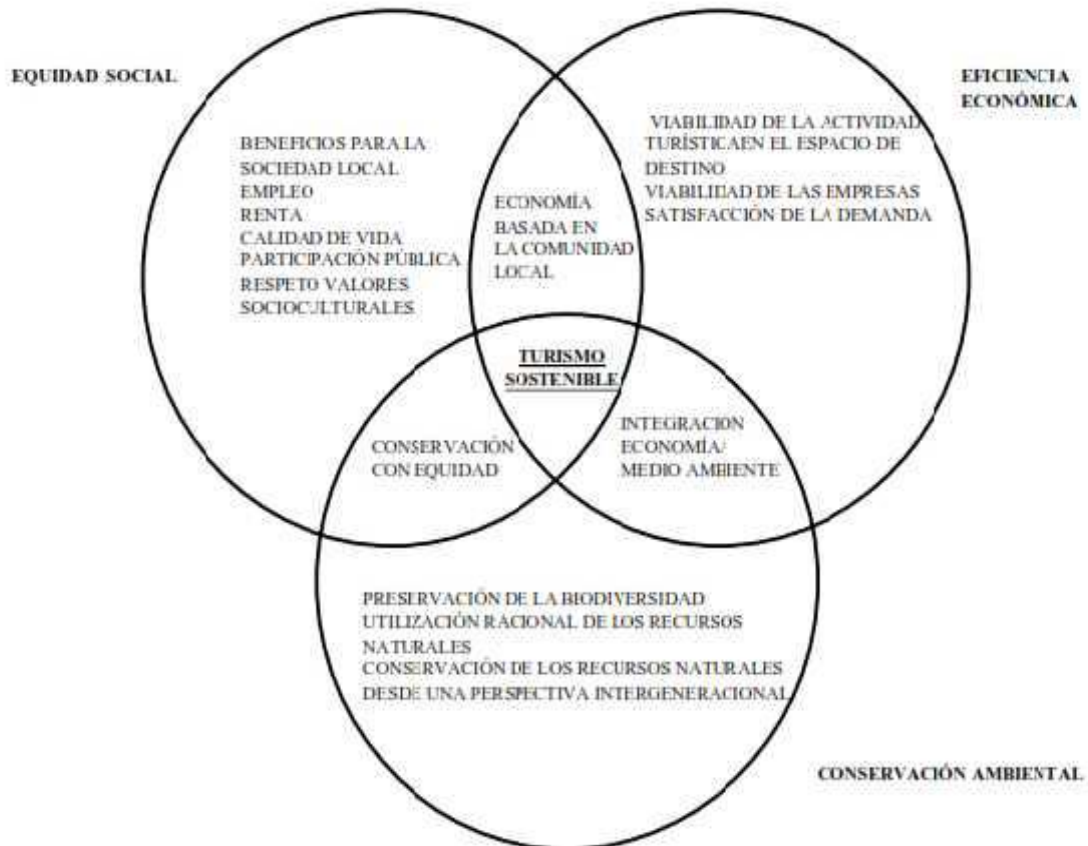 EQUIDAD SOCIAL
EFICIENCIA
ECONÓMICA
BENEFICIOS PARA LA
SOCIEDAD LOCAL
EMPLEO
RENTA
CALIDAD DE VIDA
PARTICIPACIÓN PÚBLICA
RESPETO VALORES
SOCIOCULTURALES
ECONOMÍA
BASADA EN
LA COMUNIDAD
LOCAL
VIABILIDAD DE LA ACTIVIDAD
TURÍSTICAEN EL ESPACIO DE
DESTINO
VIABILIDAD DE LAS EMPRESAS
SATISFACCIÓN DE LA DEMANDA
TURISMO
SOSTENIBLE
CONSERVACIÓN
CON EQUIDAD
INTEGRACION
ECONOMÍA/
MEDIO AMBIENTE
PRESERVACIÓN DE LA BIODIVERSIDAD
UTILIZACIÓN RACIONAL DE LOS RECURSOS
NATURALES
CONSERVACIÓN DE LOS RECURSOS NATURALES
DESDE UNA PERSPECTIVA INTERGENERACIONAL
CONSERVACIÓN AMBIENTAL